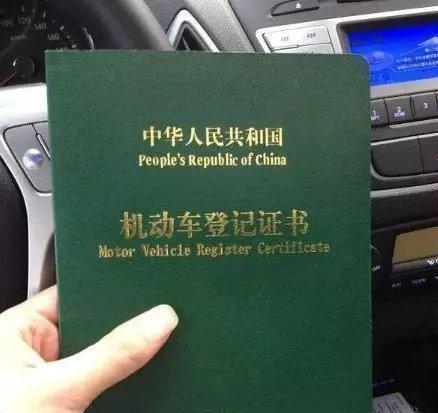 中华人民共和国
People's Republic of China
机动车登记证书
Motor Vehicle Register Certificate